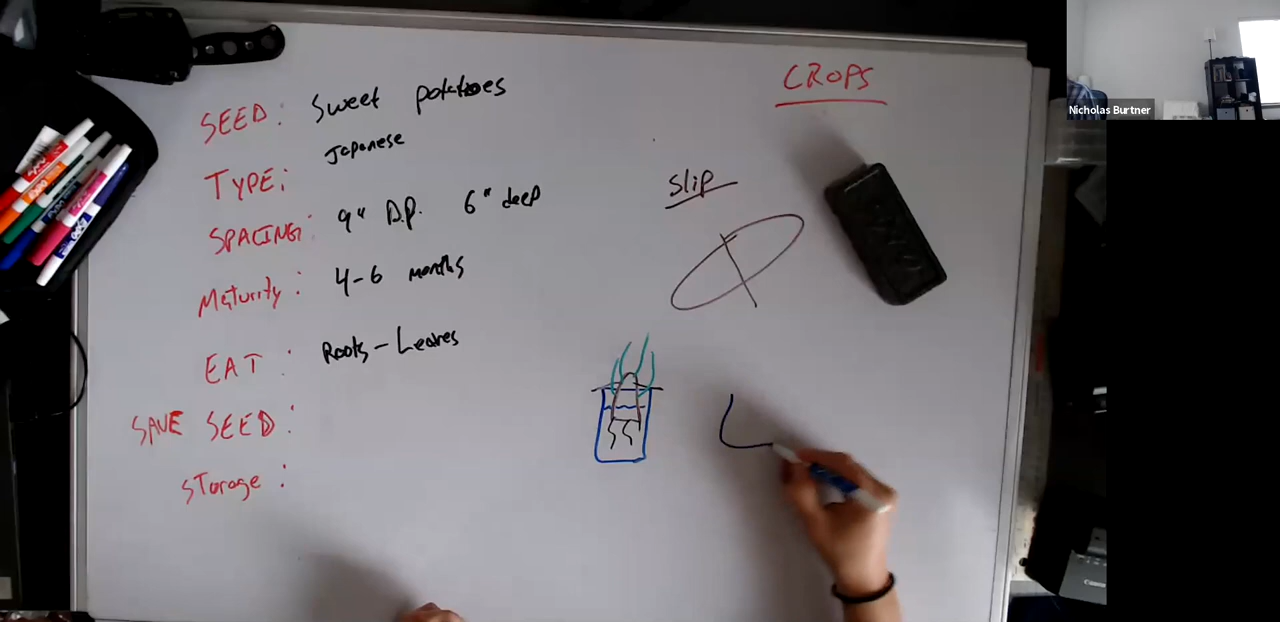 CROPS
SEED: Sweet potatoes
TYPE: Japanese
SPACING: 9" D.P. 6" deep
Maturity: 4-6 months
EAT: Roots - Leaves
SAVE SEED:
STorage:
Slip
Nicholas Burtner